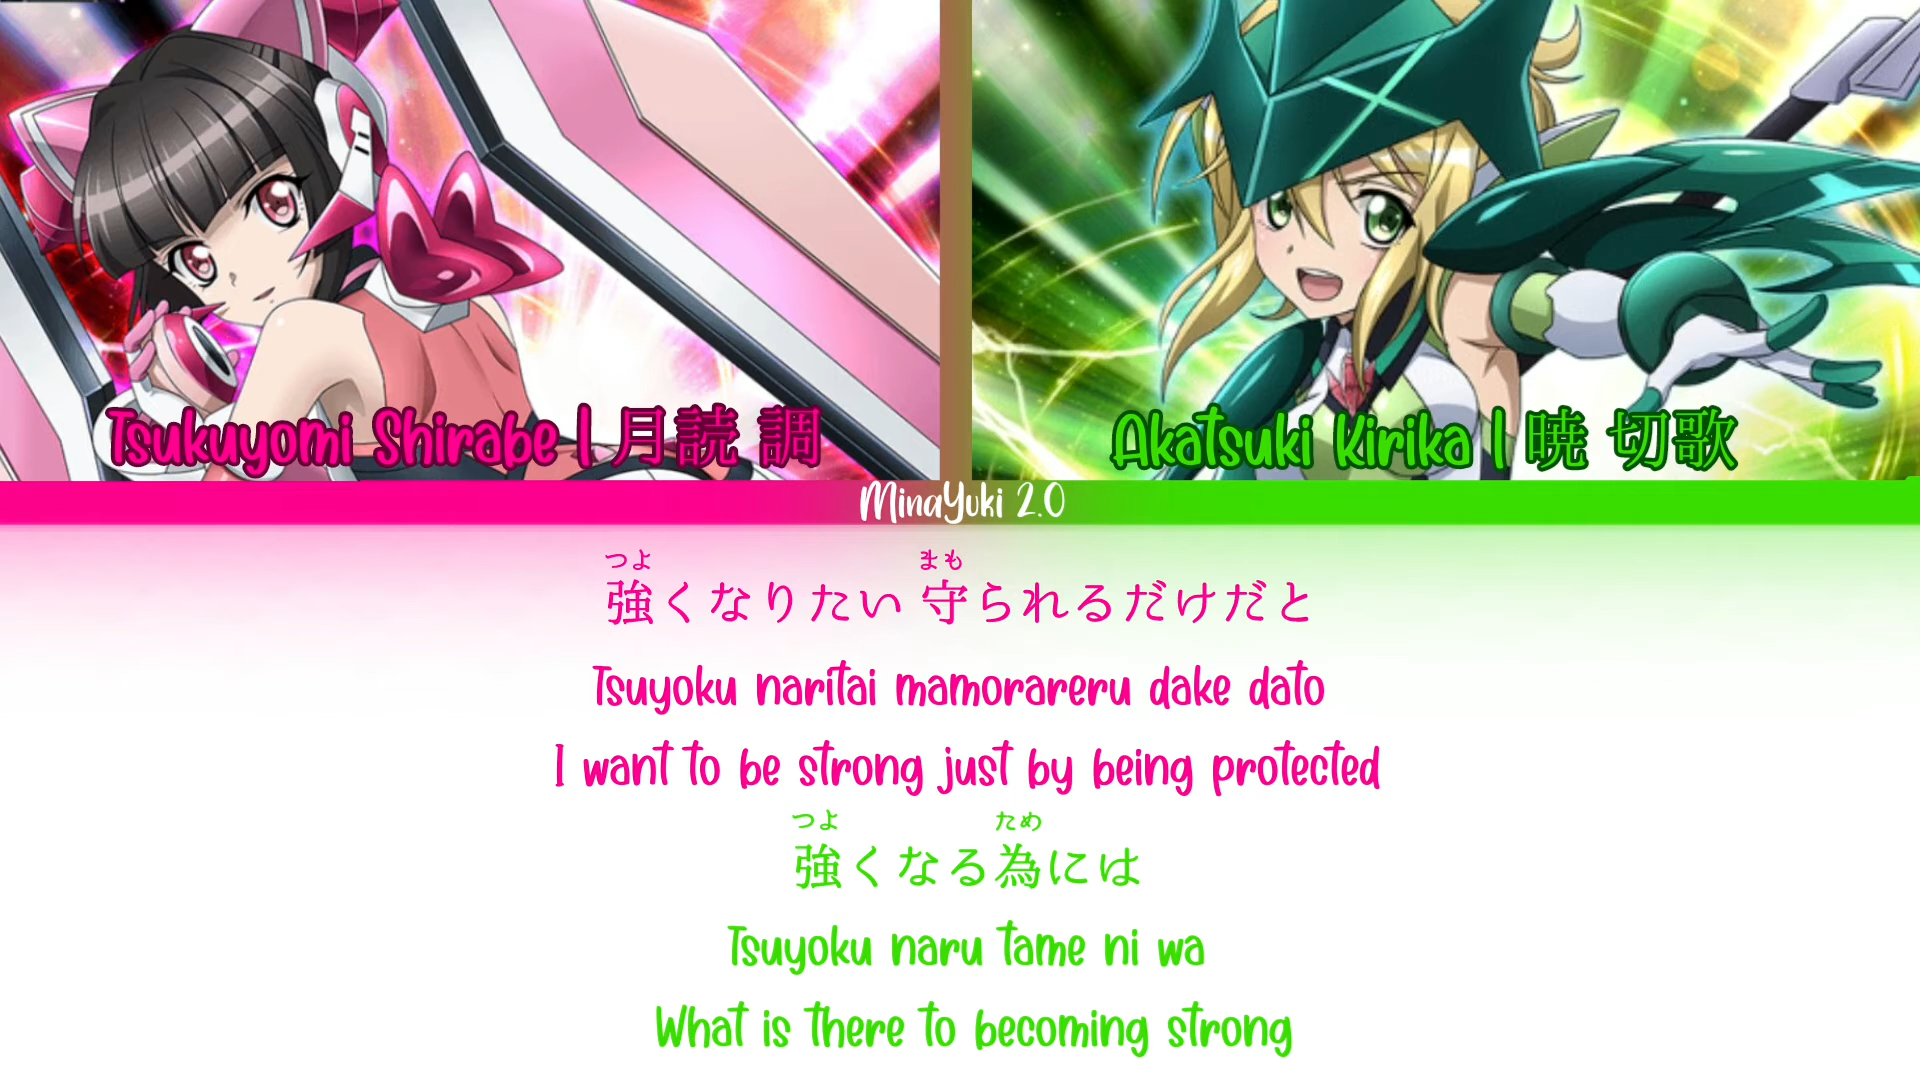 Tsukuyomi Shirabe | 月読 調
Akatsuki Kirika | 暁 切歌
MinaYuki 2.0
つよ まも
強くなりたい 守られるだけだと
Tsuyoku naritai mamorareru dake dato
I want to be strong just by being protected
つよ ため
強くなる為には
Tsuyoku naru tame ni wa
What is there to becoming strong